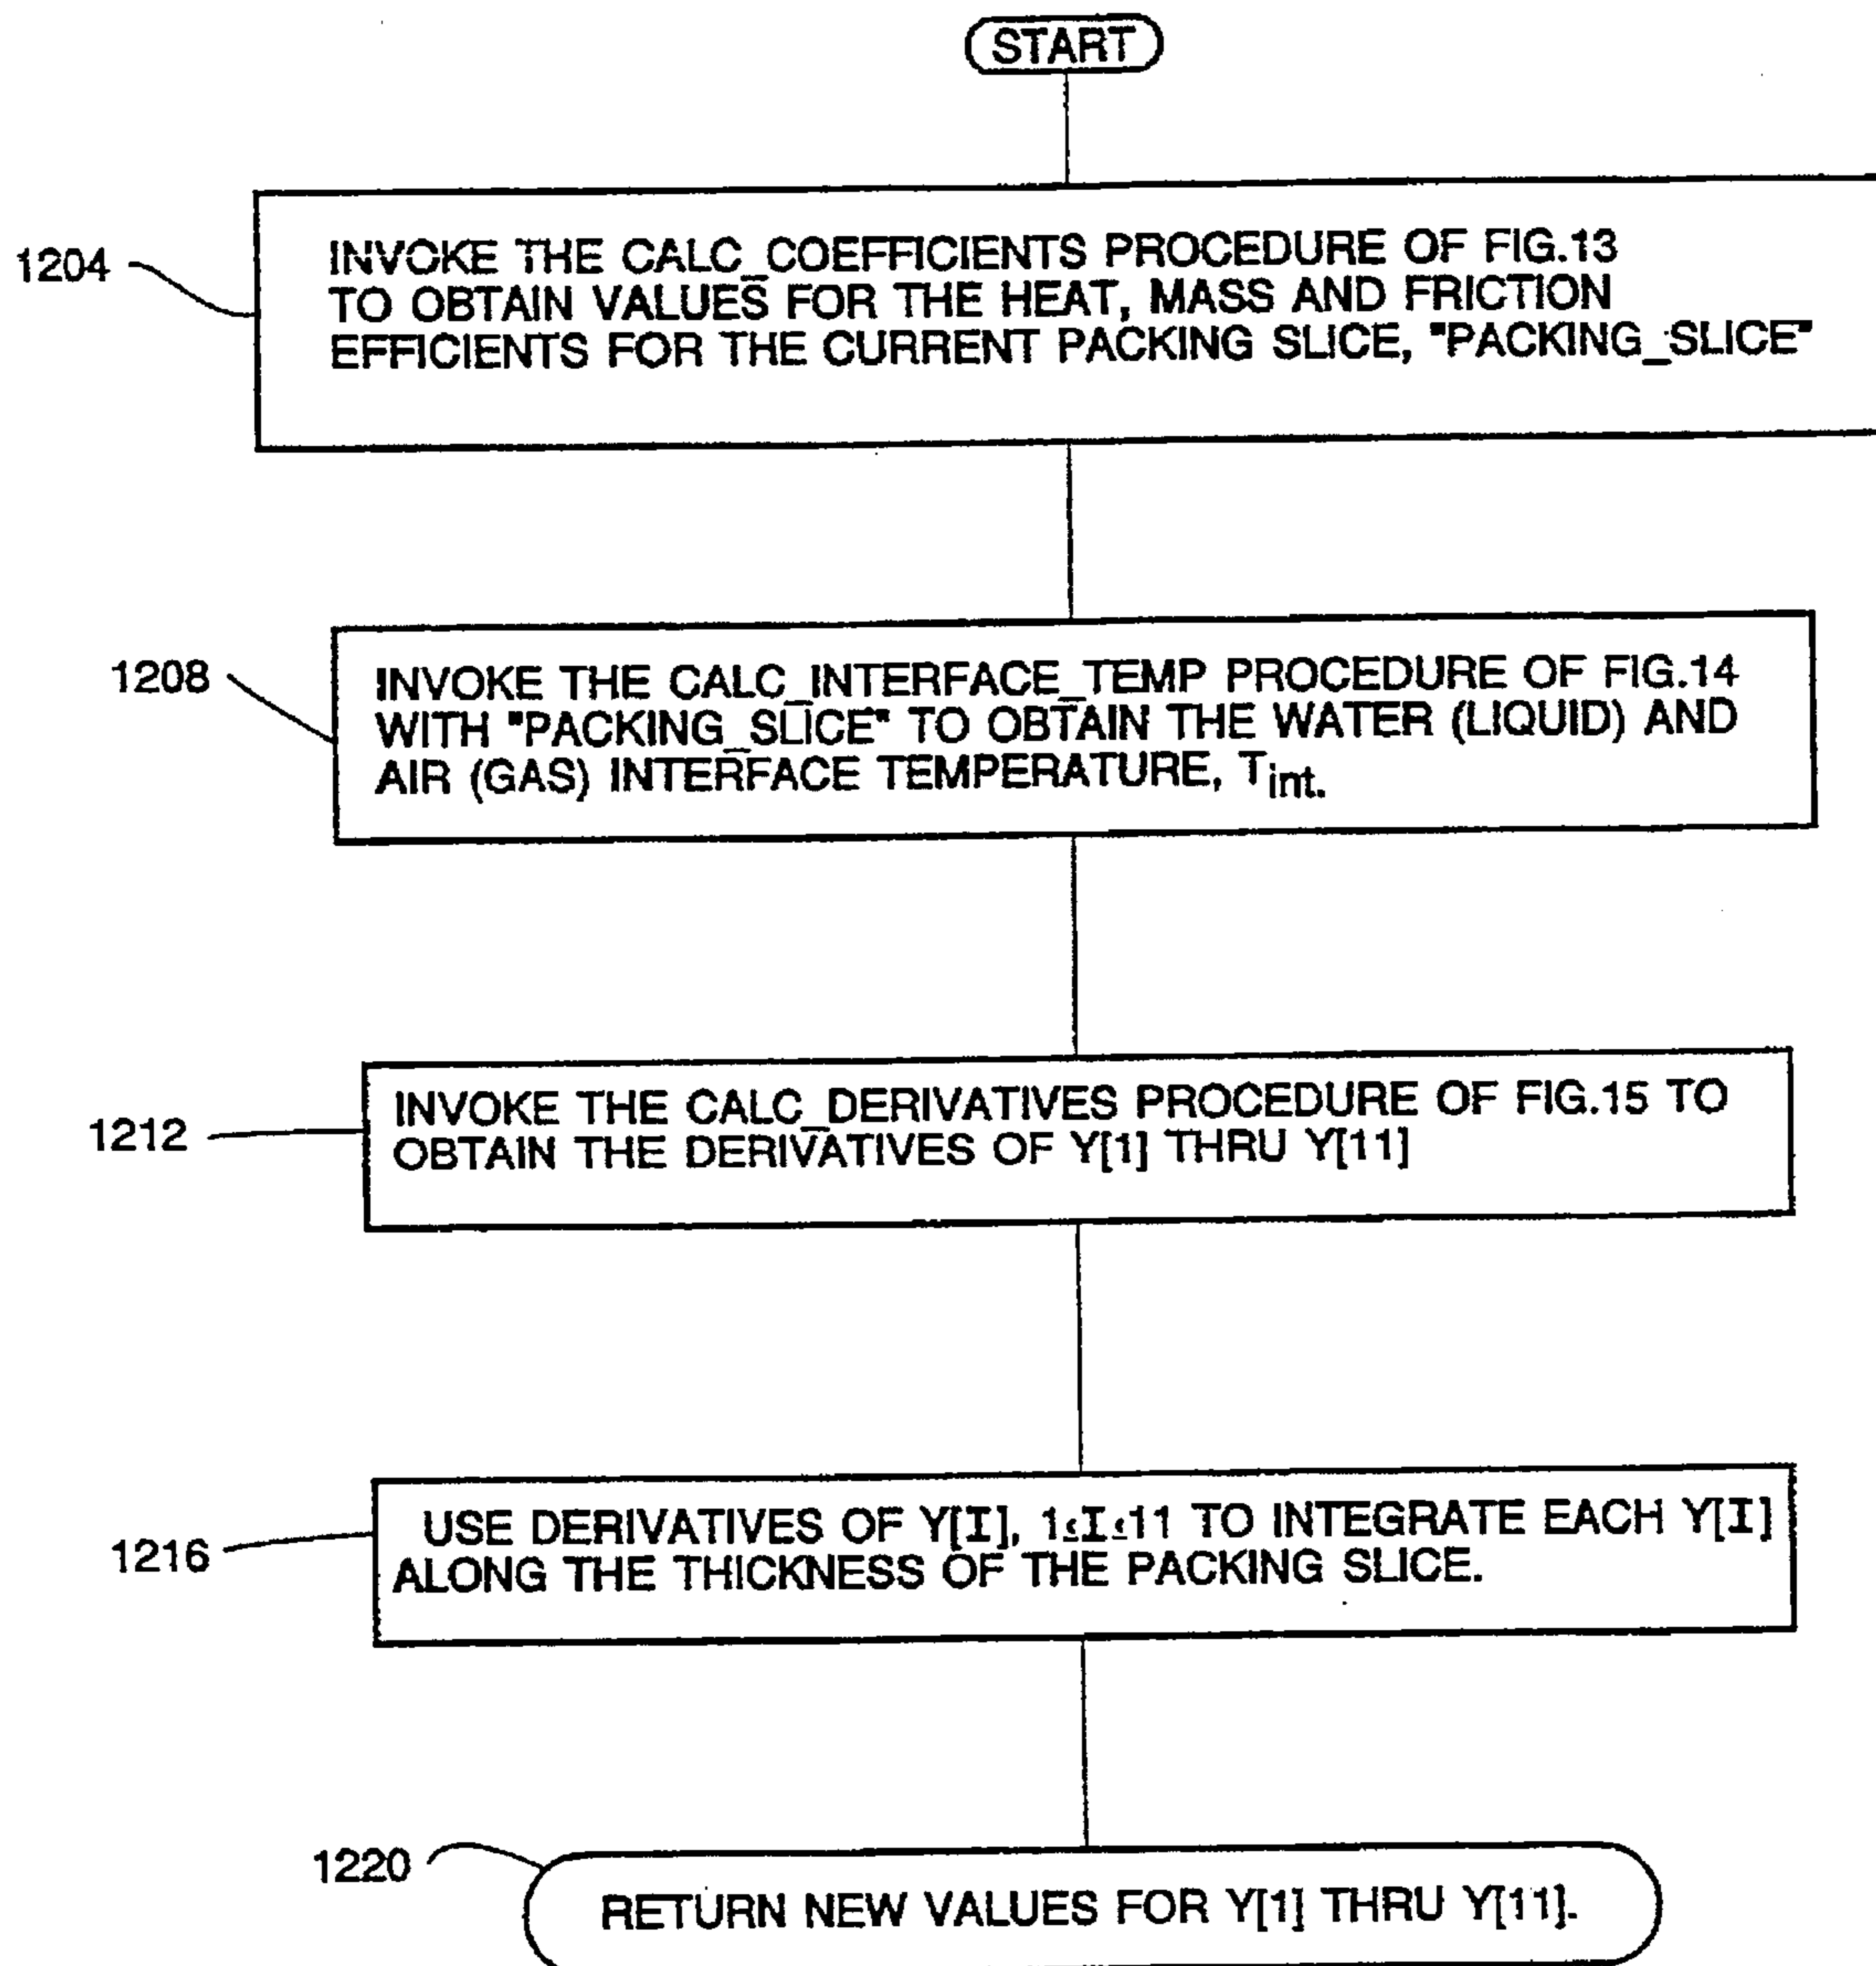 START
1204
INVOKE THE CALC_COEFFICIENTS PROCEDURE OF FIG.13
TO OBTAIN VALUES FOR THE HEAT, MASS AND FRICTION
EFFICIENTS FOR THE CURRENT PACKING SLICE, "PACKING_SLICE"
1208
INVOKE THE CALC_INTERFACE_TEMP PROCEDURE OF FIG.14
WITH "PACKING_SLICE" TO OBTAIN THE WATER (LIQUID) AND
AIR (GAS) INTERFACE TEMPERATURE, Tint.
1212
INVOKE THE CALC_DERIVATIVES PROCEDURE OF FIG.15 TO
OBTAIN THE DERIVATIVES OF Y[1] THRU Y[11]
1216
USE DERIVATIVES OF Y[I], 1≤I≤11 TO INTEGRATE EACH Y[I]
ALONG THE THICKNESS OF THE PACKING SLICE.
1220
RETURN NEW VALUES FOR Y[1] THRU Y[11].